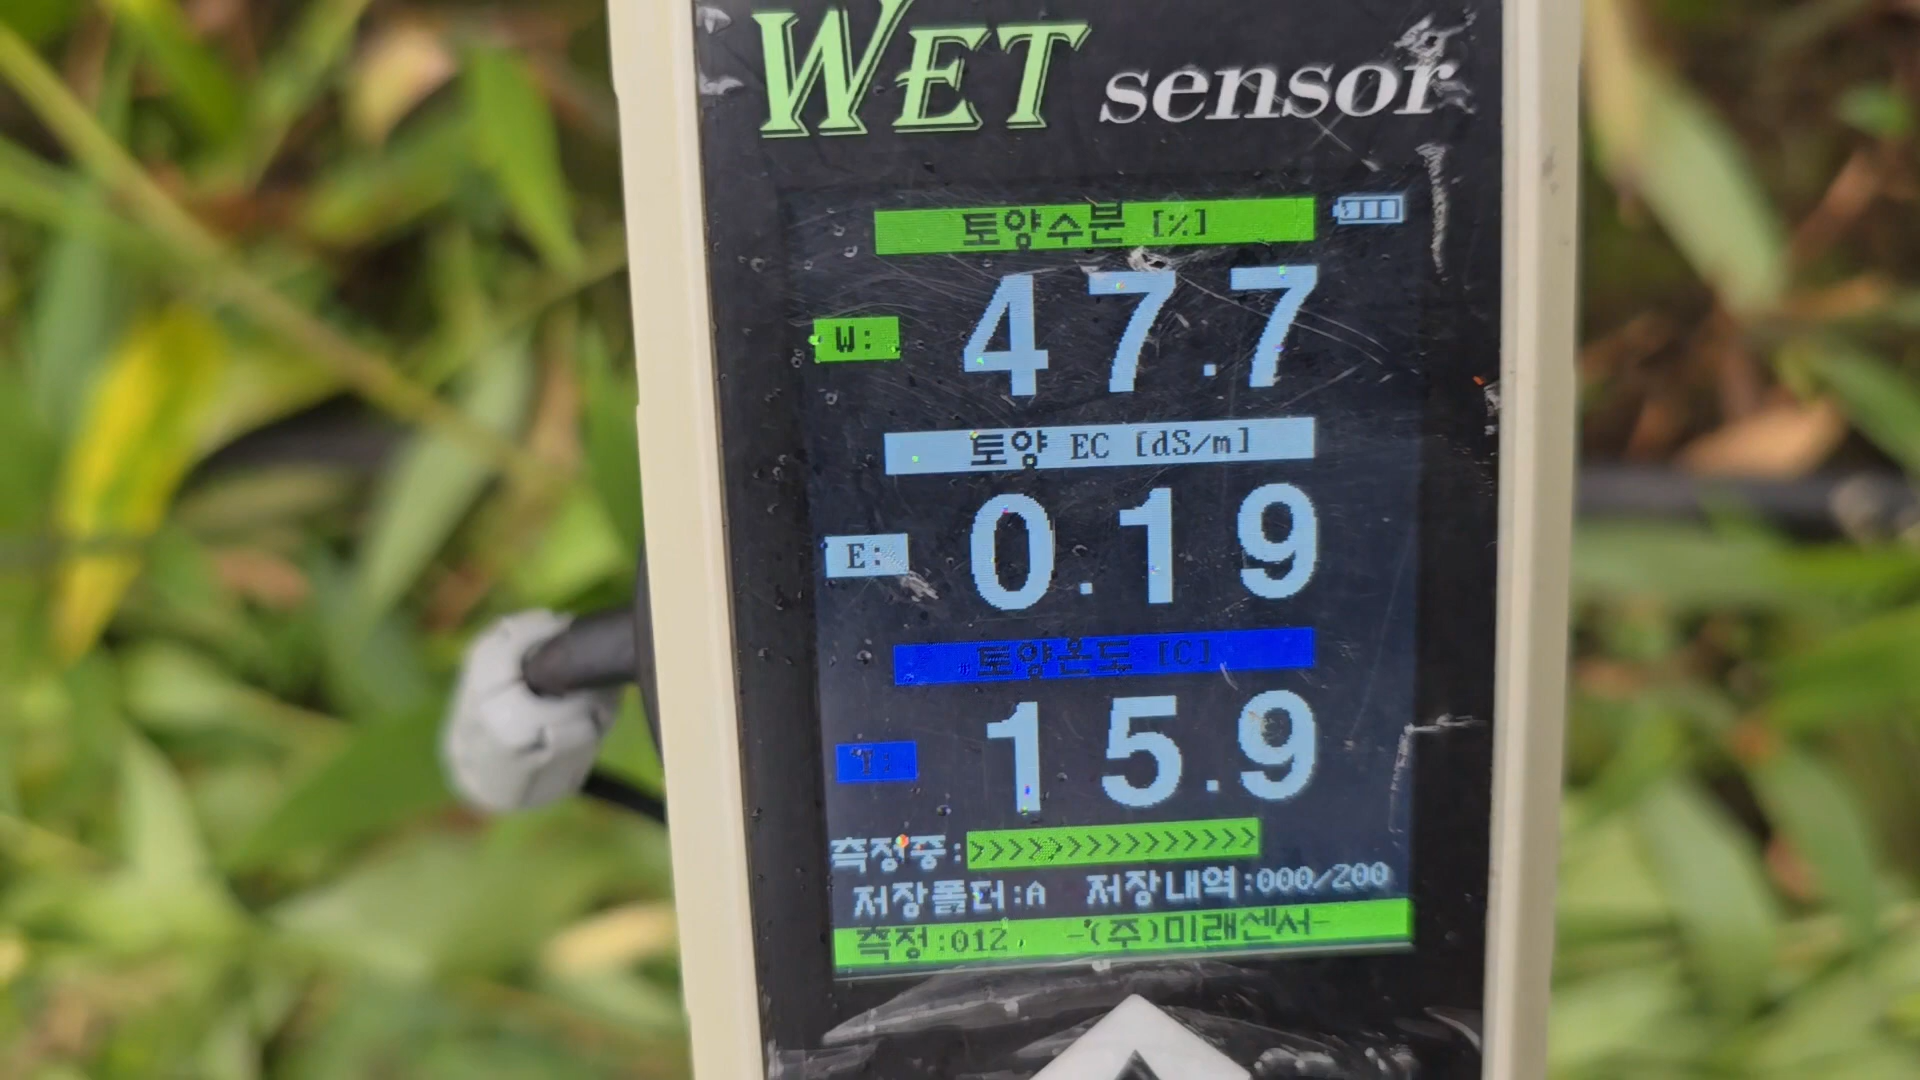 WET sensor
토양수분 [%]
W: 47.7
토양 EC [dS/m]
E: 0.19
토양온도 [C]
T: 15.9
측정중:>>>>>>>>>>>>>>>
저장폴더:A 저장내역:000/200
측정:012 -(주)미래센서-